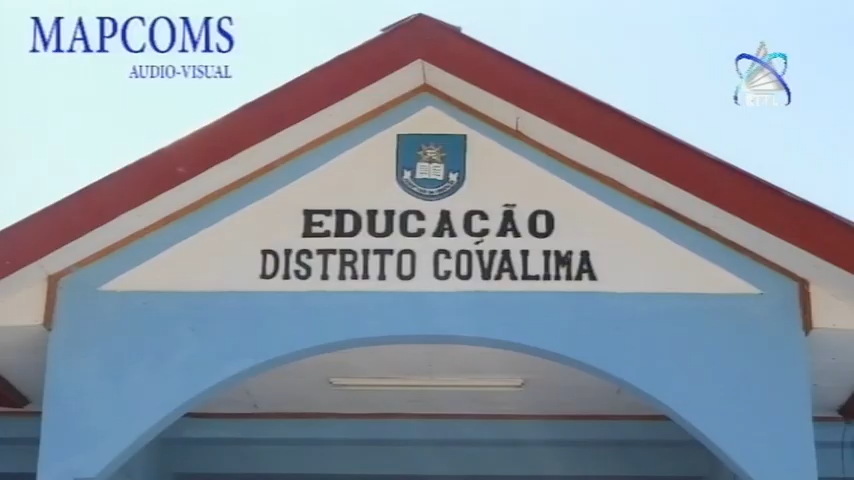 MAPCOMS
AUDIO-VISUAL
EDUCAÇÃO
DISTRITO COVALIMA